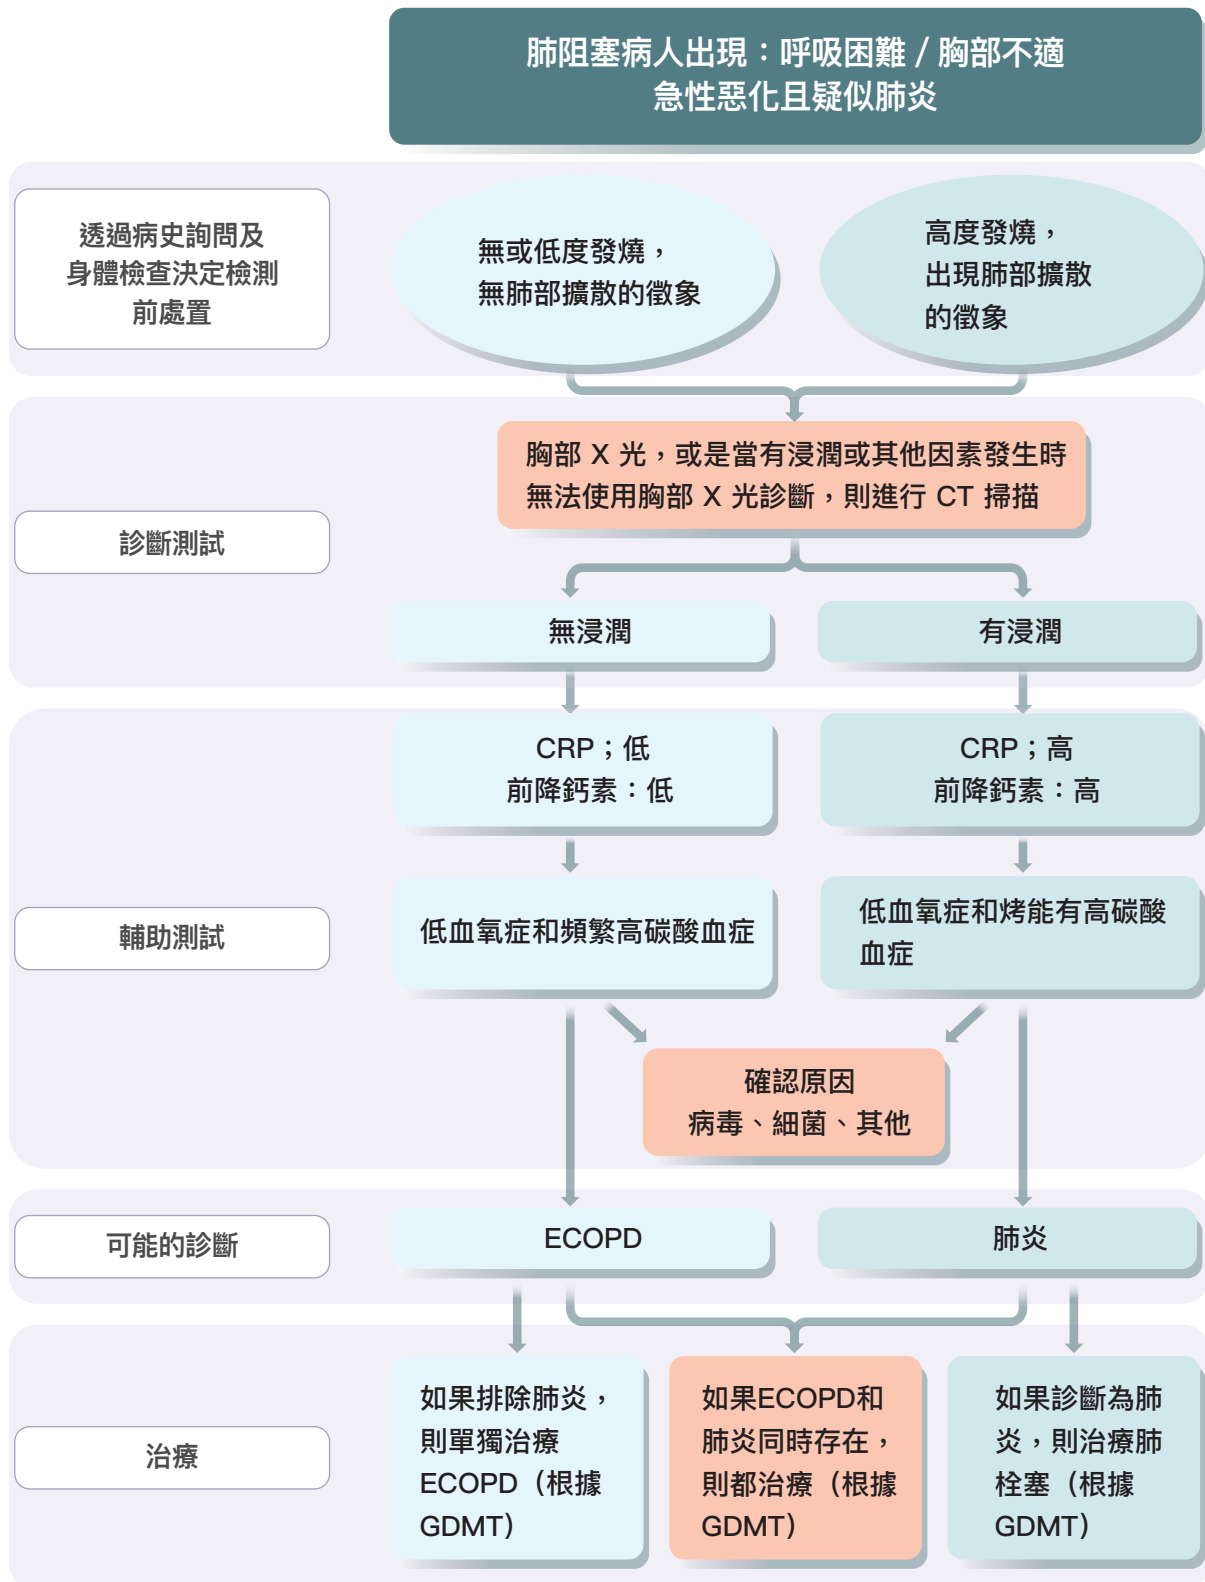 肺阻塞病人出現：呼吸困難 / 胸部不適
急性惡化且疑似肺炎
透過病史詢問及
身體檢查決定檢測
前處置
無或低度發燒，
無肺部擴散的徵象
高度發燒，
出現肺部擴散
的徵象
診斷測試
胸部 X 光，或是當有浸潤或其他因素發生時
無法使用胸部 X 光診斷，則進行 CT 掃描
無浸潤
有浸潤
輔助測試
CRP；低
前降鈣素：低
CRP；高
前降鈣素：高
低血氧症和頻繁高碳酸血症
低血氧症和烤能有高碳酸
血症
確認原因
病毒、細菌、其他
可能的診斷
ECOPD
肺炎
治療
如果排除肺炎，
則單獨治療
ECOPD（根據
GDMT）
如果ECOPD和
肺炎同時存在，
則都治療（根據
GDMT）
如果診斷為肺
炎，則治療肺
栓塞（根據
GDMT）